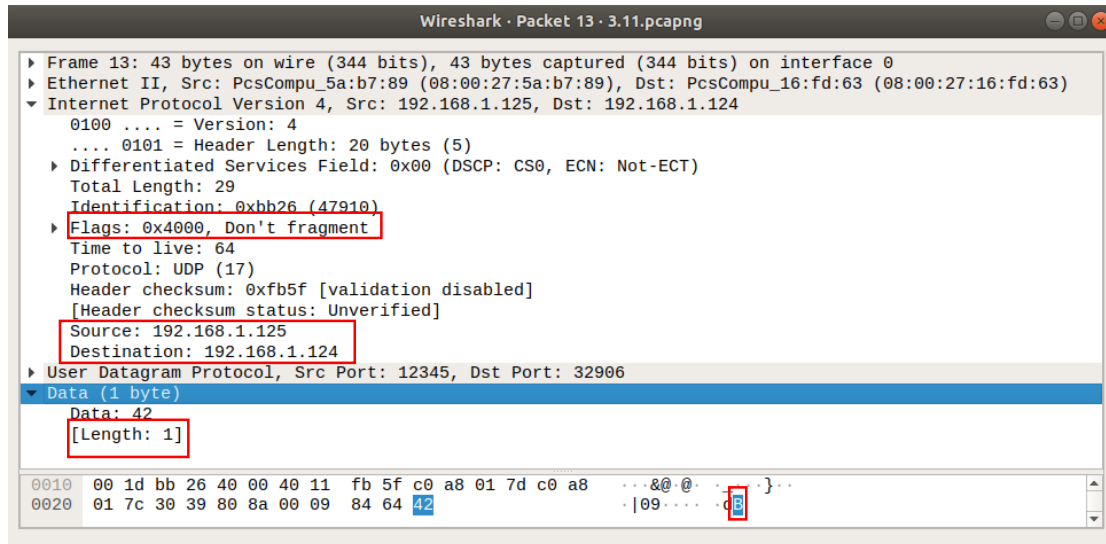 Wireshark · Packet 13 · 3.11.pcapng
Frame 13: 43 bytes on wire (344 bits), 43 bytes captured (344 bits) on interface 0
Ethernet II, Src: PcsCompu_5a:b7:89 (08:00:27:5a:b7:89), Dst: PcsCompu_16:fd:63 (08:00:27:16:fd:63)
Internet Protocol Version 4, Src: 192.168.1.125, Dst: 192.168.1.124
0100 .... = Version: 4
.... 0101 = Header Length: 20 bytes (5)
Differentiated Services Field: 0x00 (DSCP: CS0, ECN: Not-ECT)
Total Length: 29
Identification: 0xbb26 (47910)
Flags: 0x4000, Don't fragment
Time to live: 64
Protocol: UDP (17)
Header checksum: 0xfb5f [validation disabled]
[Header checksum status: Unverified]
Source: 192.168.1.125
Destination: 192.168.1.124
User Datagram Protocol, Src Port: 12345, Dst Port: 32906
Data (1 byte)
Data: 42
[Length: 1]
0010 00 1d bb 26 40 00 40 11 fb 5f c0 a8 01 7d c0 a8 ···&@·@· ·_···}··
0020 01 7c 30 39 80 8a 00 09 84 64 42 ·|09···· ·dB